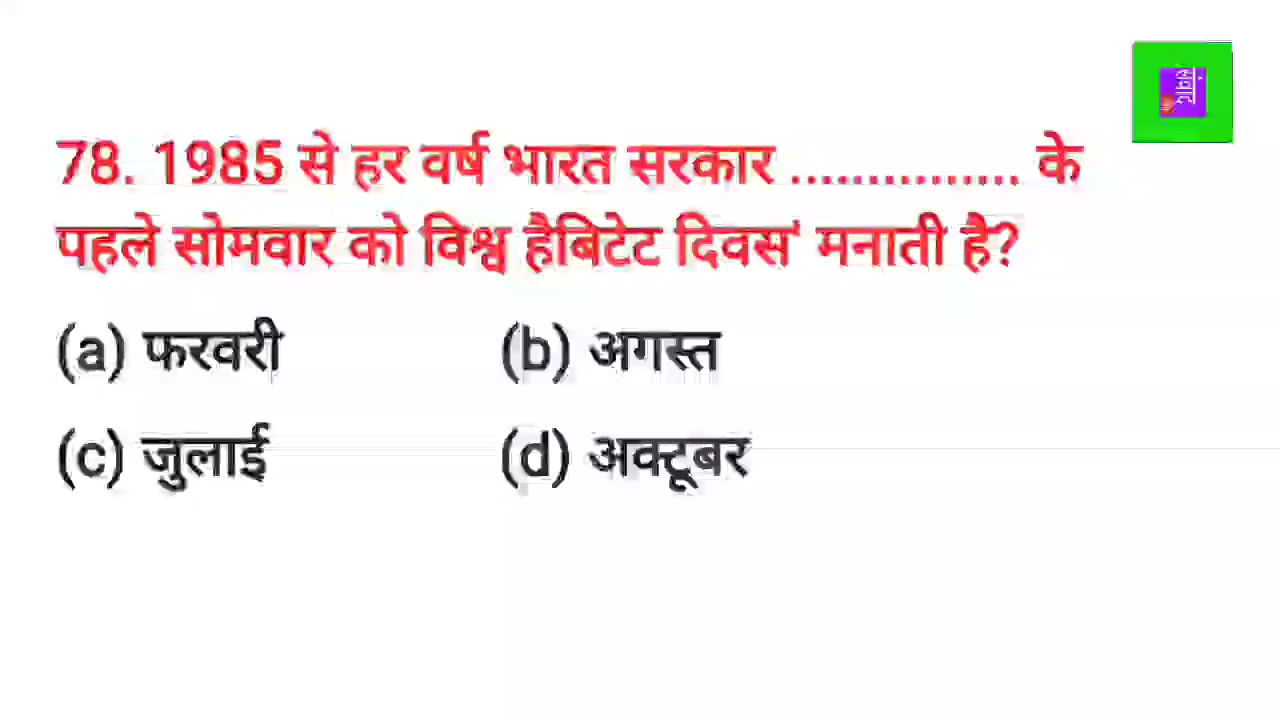 78. 1985 से हर वर्ष भारत सरकार ............... के
पहले सोमवार को विश्व हैबिटेट दिवस' मनाती है?
(a) फरवरी (b) अगस्त
(c) जुलाई (d) अक्टूबर